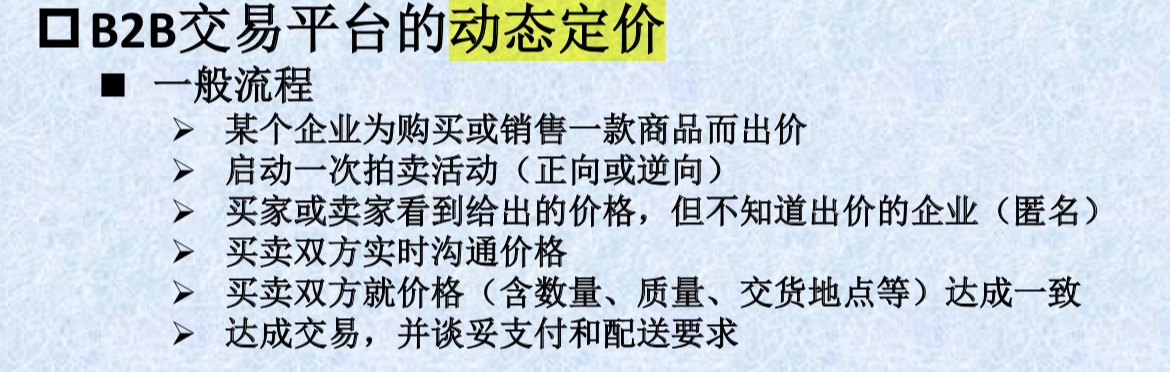 B2B交易平台的动态定价
一般流程
某个企业为购买或销售一款商品而出价
启动一次拍卖活动（正向或逆向）
买家或卖家看到给出的价格，但不知道出价的企业（匿名）
买卖双方实时沟通价格
买卖双方就价格（含数量、质量、交货地点等）达成一致
达成交易，并谈妥支付和配送要求